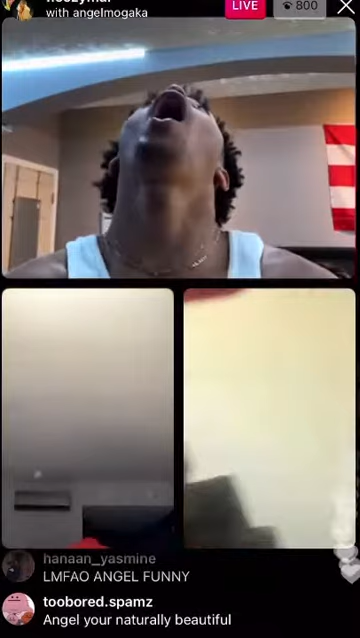 with angelmogaka
LIVE
800
hanaan_yasmine
LMFAO ANGEL FUNNY
toobored.spamz
Angel your naturally beautiful